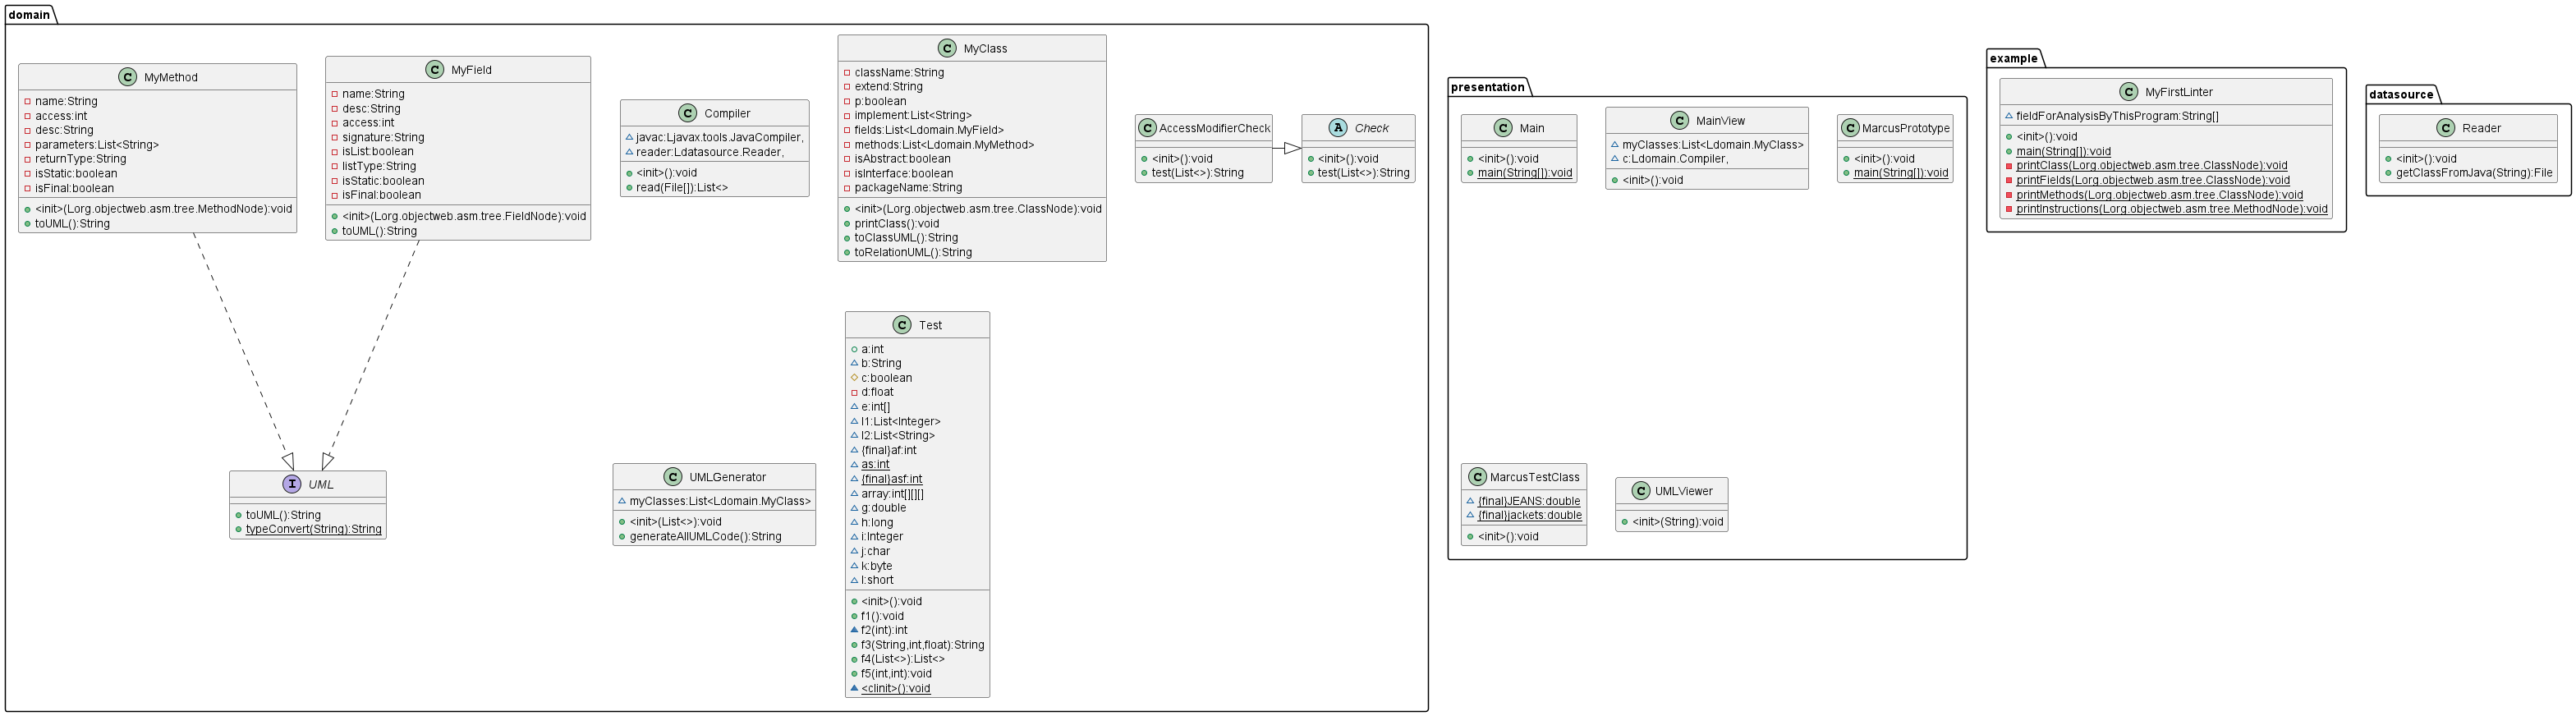 domain
C MyMethod
name:String
access:int
desc:String
parameters:List<String>
returnType:String
isStatic:boolean
isFinal:boolean
<init>(Lorg.objectweb.asm.tree.MethodNode):void
toUML():String
C MyField
name:String
desc:String
access:int
signature:String
isList:boolean
listType:String
isStatic:boolean
isFinal:boolean
<init>(Lorg.objectweb.asm.tree.FieldNode):void
toUML():String
C Compiler
javac:Ljavax.tools.JavaCompiler,
reader:Ldatasource.Reader,
<init>():void
read(File[]):List<>
C MyClass
className:String
extend:String
p:boolean
implement:List<String>
fields:List<Ldomain.MyField>
methods:List<Ldomain.MyMethod>
isAbstract:boolean
isInterface:boolean
packageName:String
<init>(Lorg.objectweb.asm.tree.ClassNode):void
printClass():void
toClassUML():String
toRelationUML():String
C AccessModifierCheck
<init>():void
test(List<>):String
A Check
<init>():void
test(List<>):String
I UML
toUML():String
typeConvert(String):String
C UMLGenerator
myClasses:List<Ldomain.MyClass>
<init>(List<>):void
generateAllUMLCode():String
C Test
a:int
b:String
c:boolean
d:float
e:int[]
l1:List<Integer>
l2:List<String>
{final}af:int
as:int
{final}asf:int
array:int[][][]
g:double
h:long
i:Integer
j:char
k:byte
l:short
<init>():void
f1():void
f2(int):int
f3(String,int,float):String
f4(List<>):List<>
f5(int,int):void
<clinit>():void
presentation
C Main
<init>():void
main(String[]):void
C MainView
myClasses:List<Ldomain.MyClass>
c:Ldomain.Compiler,
<init>():void
C MarcusPrototype
<init>():void
main(String[]):void
C MarcusTestClass
{final}JEANS:double
{final}jackets:double
<init>():void
C UMLViewer
<init>(String):void
example
C MyFirstLinter
fieldForAnalysisByThisProgram:String[]
<init>():void
main(String[]):void
printClass(Lorg.objectweb.asm.tree.ClassNode):void
printFields(Lorg.objectweb.asm.tree.ClassNode):void
printMethods(Lorg.objectweb.asm.tree.ClassNode):void
printInstructions(Lorg.objectweb.asm.tree.MethodNode):void
datasource
C Reader
<init>():void
getClassFromJava(String):File